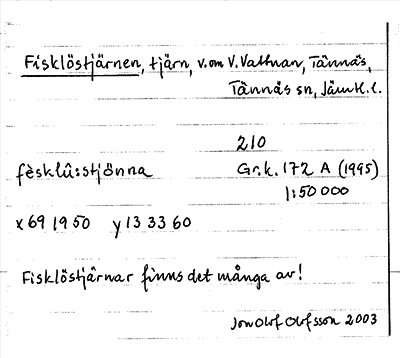 Fisklöstjärnen, tjärn, v. om V. Vattnan, Tännäs,
Tännäs sn, Jämtl. l.
210
fèsklû:stjönna Gr. k. 172 A (1995)
1:50 000
x 69 19 50 y 13 33 60
Fisklöstjärnar finns det många av!
Jon Olof Olofsson 2003